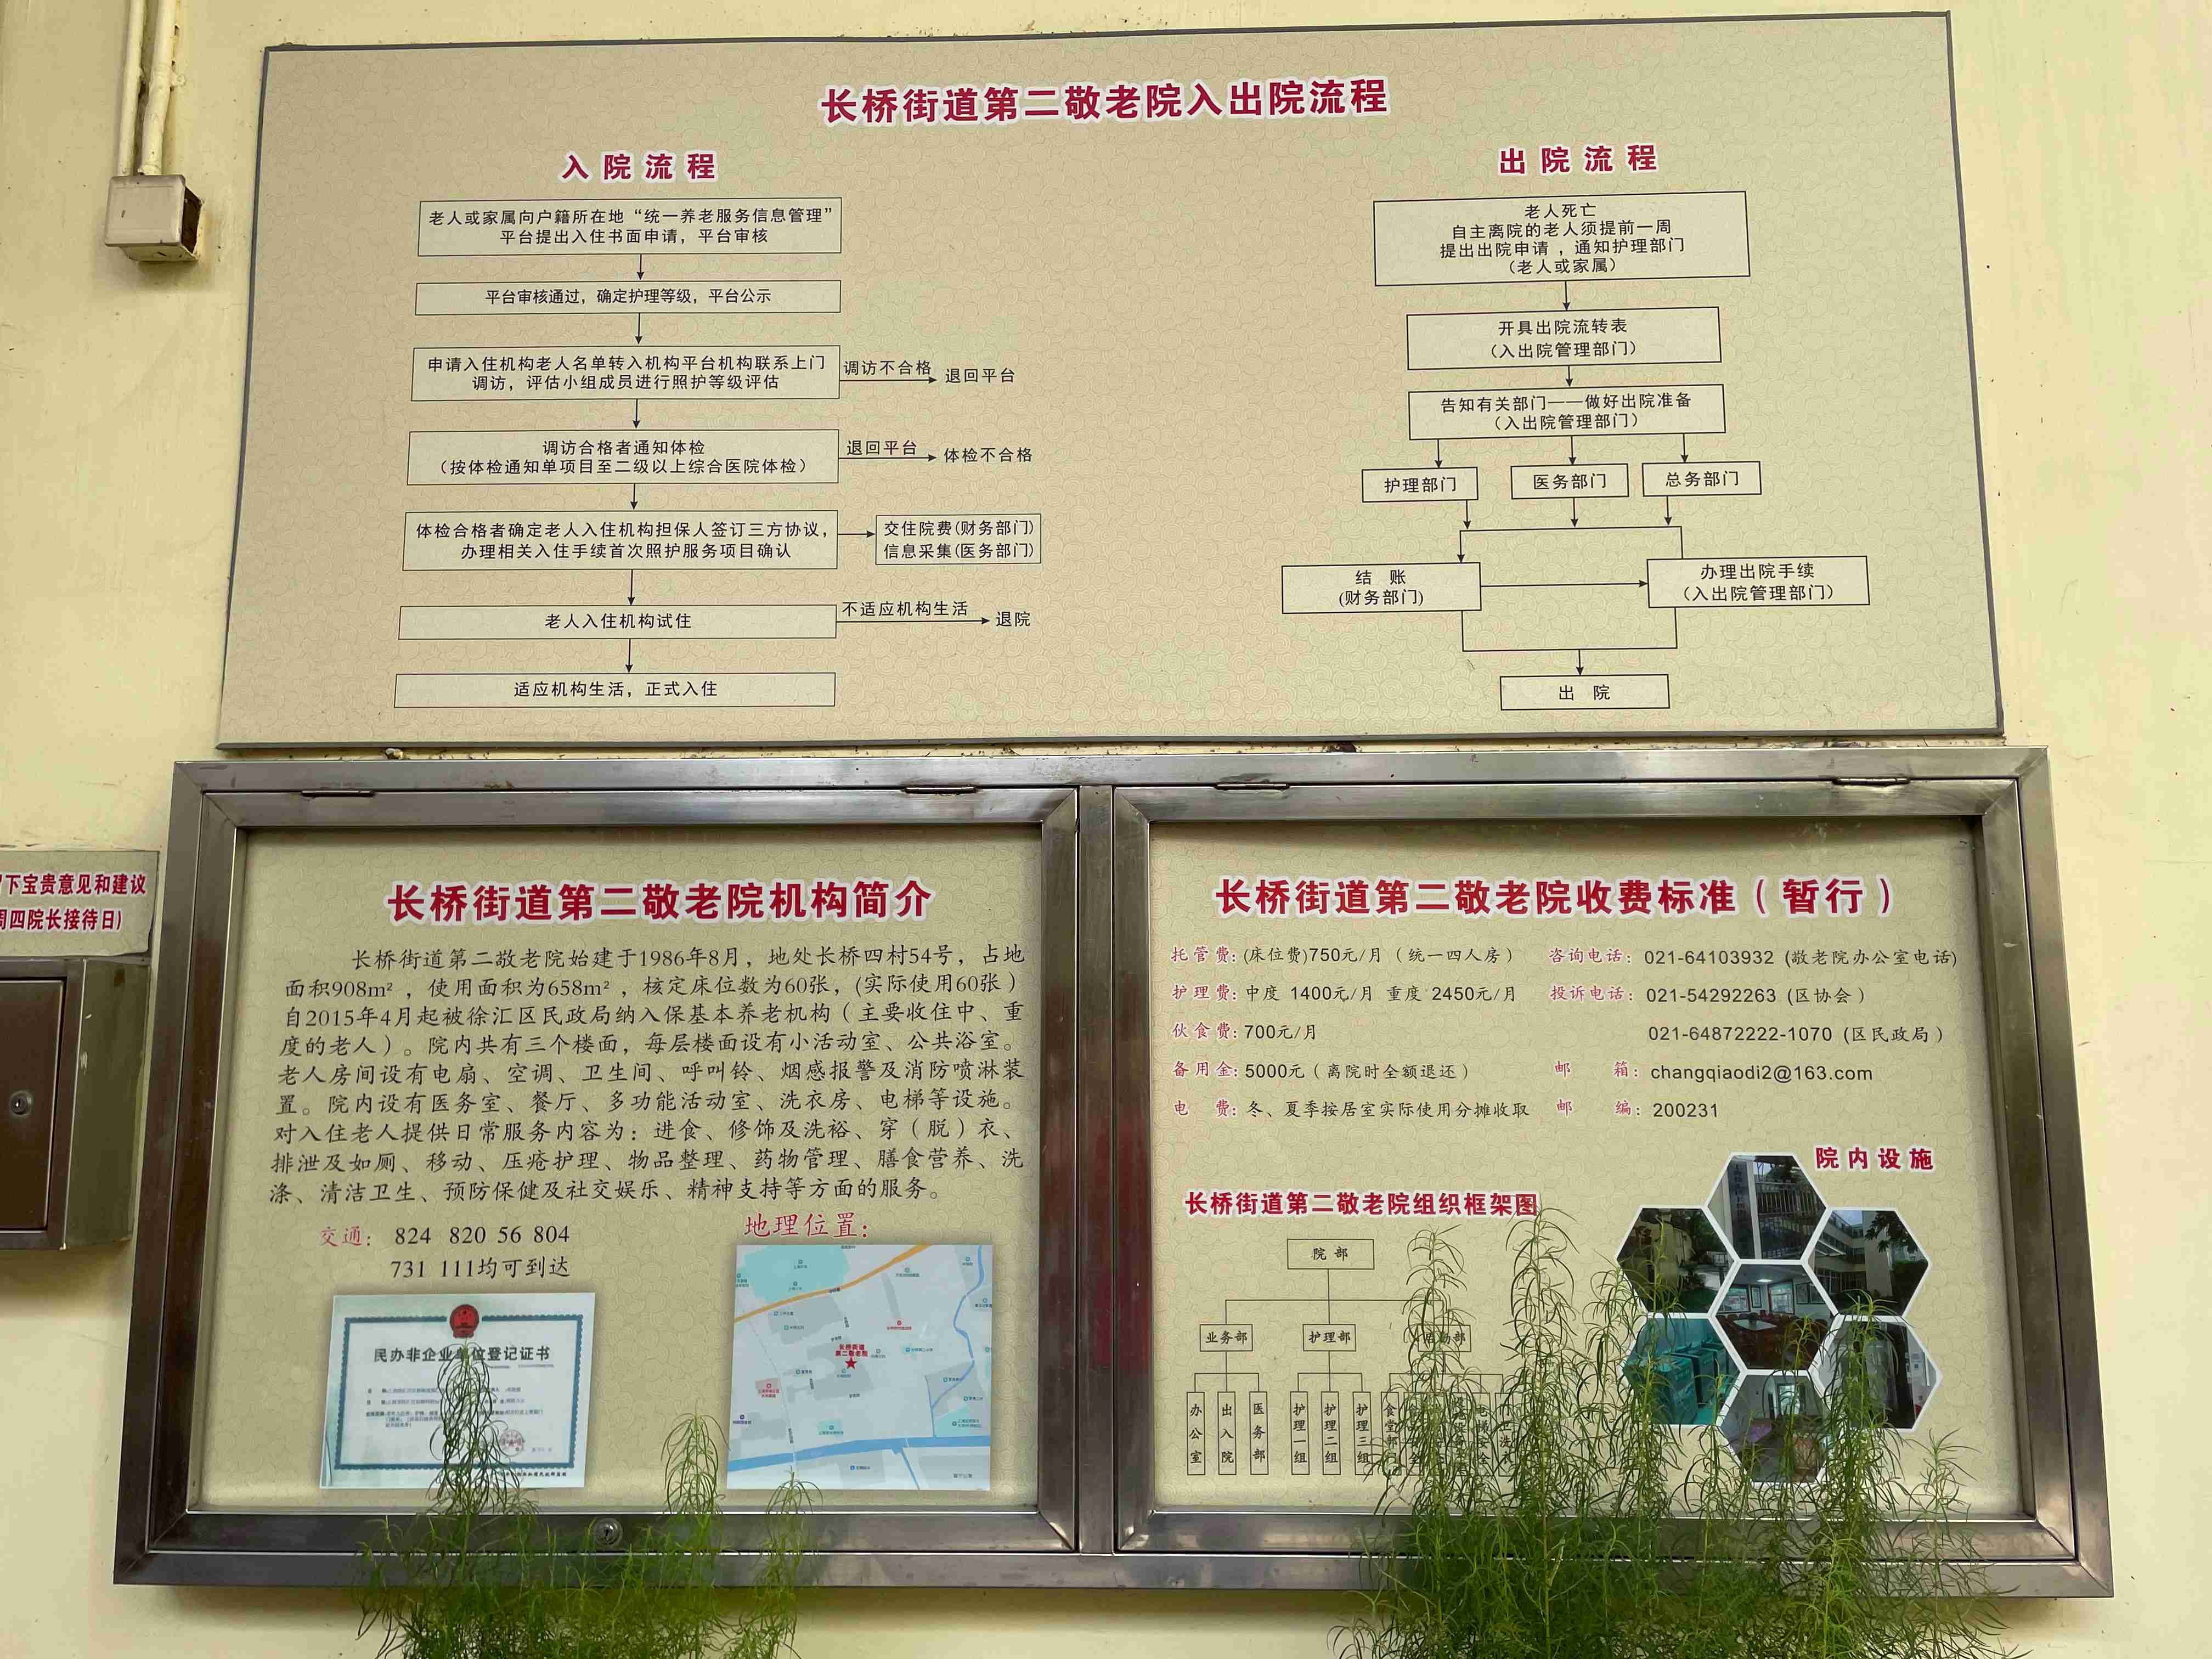 长桥街道第二敬老院入出院流程
入院流程
老人或家属向户籍所在地“统一养老服务信息管理”
平台提出入住书面申请，平台审核
平台审核通过，确定护理等级，平台公示
申请入住机构老人名单转入机构平台机构联系上门
调访，评估小组成员进行照护等级评估
调访不合格
退回平台
调访合格者通知体检
（按体检通知单项目至二级以上综合医院体检）
退回平台
体检不合格
体检合格者确定老人入住机构担保人签订三方协议，
办理相关入住手续首次照护服务项目确认
交住院费(财务部门)
信息采集(医务部门)
老人入住机构试住
不适应机构生活
退院
适应机构生活，正式入住
出院流程
老人死亡
自主离院的老人须提前一周
提出出院申请，通知护理部门
（老人或家属）
开具出院流转表
（入出院管理部门）
告知有关部门——做好出院准备
（入出院管理部门）
护理部门
医务部门
总务部门
结 账
(财务部门)
办理出院手续
（入出院管理部门）
出 院
下宝贵意见和建议
周四院长接待日)
长桥街道第二敬老院机构简介
长桥街道第二敬老院始建于1986年8月，地处长桥四村54号，占地
面积908m²，使用面积为658m²，核定床位数为60张，(实际使用60张）
自2015年4月起被徐汇区民政局纳入保基本养老机构（主要收住中、重
度的老人）。院内共有三个楼面，每层楼面设有小活动室、公共浴室。
老人房间设有电扇、空调、卫生间、呼叫铃、烟感报警及消防喷淋装
置。院内设有医务室、餐厅、多功能活动室、洗衣房、电梯等设施。
对入住老人提供日常服务内容为：进食、修饰及洗裕、穿（脱）衣、
排泄及如厕、移动、压疮护理、物品整理、药物管理、膳食营养、洗
涤、清洁卫生、预防保健及社交娱乐、精神支持等方面的服务。
交通： 824 820 56 804
731 111均可到达
地理位置：
民办非企业单位登记证书
长桥街道
第二敬老院
长桥街道第二敬老院收费标准（暂行）
托管费：(床位费)750元/月（统一四人房）
护理费：中度 1400元/月 重度 2450元/月
伙食费：700元/月
备用金：5000元（离院时全额退还）
电 费：冬、夏季按居室实际使用分摊收取
咨询电话：021-64103932 (敬老院办公室电话)
投诉电话：021-54292263 (区协会）
021-64872222-1070 (区民政局）
邮 箱：changqiaodi2@163.com
邮 编：200231
院内设施
长桥街道第二敬老院组织框架图
院部
业务部
护理部
办公室
出入院
医务部
护理一组
护理二组
护理三组